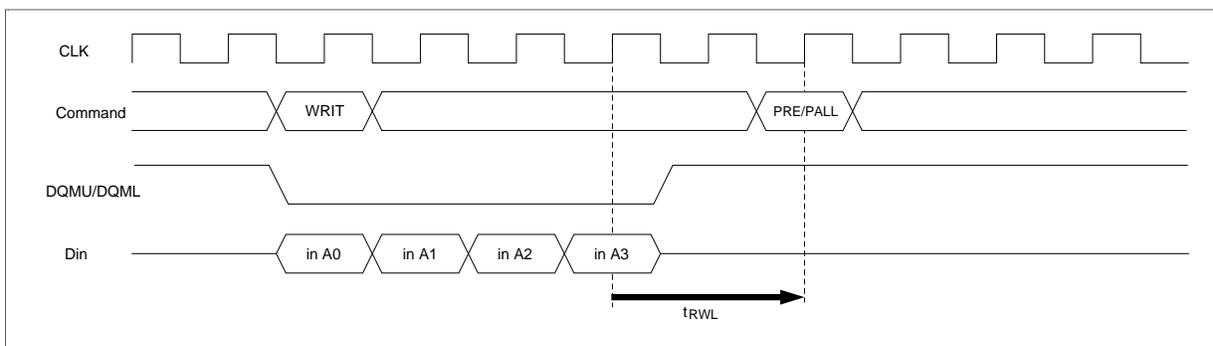 CLK
Command WRIT PRE/PALL
DQMU/DQML
Din in A0 in A1 in A2 in A3
tRWL